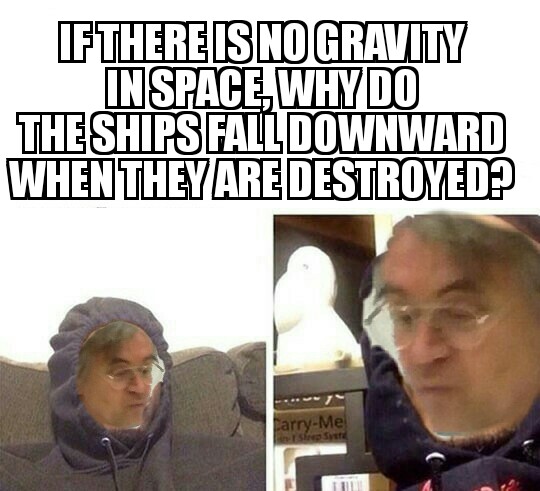 IF THERE IS NO GRAVITY
IN SPACE, WHY DO
THE SHIPS FALL DOWNWARD
WHEN THEY ARE DESTROYED?
Carry-Me